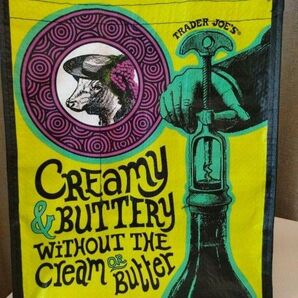 TRADER JOE'S®
CREAMY
& BUTTERY
WITHOUT THE
CREAM OR BUTTER